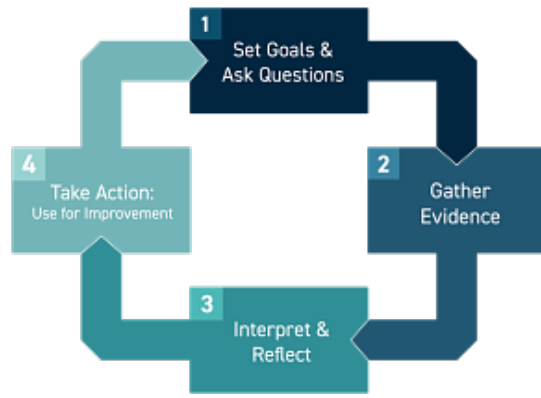 1
Set Goals &
Ask Questions
2
Gather
Evidence
3
Interpret &
Reflect
4
Take Action:
Use for Improvement